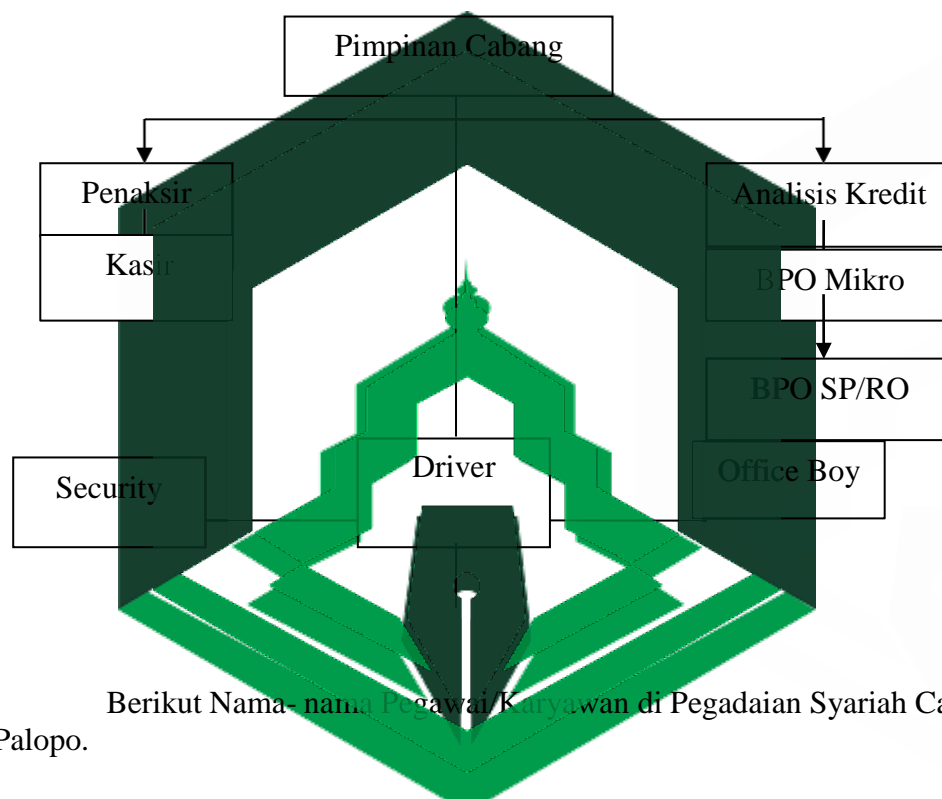 Pimpinan Cabang
Penaksir
Analisis Kredit
Kasir
BPO Mikro
BPO SP/RO
Driver
Office Boy
Security
Berikut Nama- nama Pegawai/Karyawan di Pegadaian Syariah Ca
Palopo.